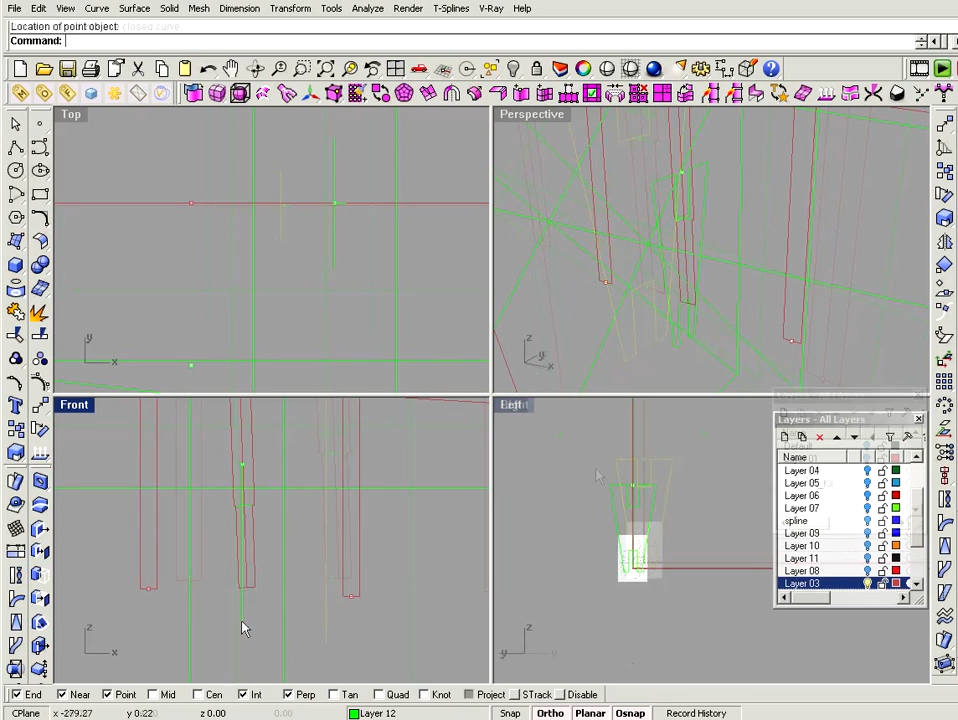 File Edit View Curve Surface Solid Mesh Dimension Transform Tools Analyze Render T-Splines V-Ray Help
Location of point object:
Command:
Top
Perspective
y
x
z
y
x
Front
z
x
z
y
Layers - All Layers
Name
Layer 04
Layer 05
Layer 06
Layer 07
spline
Layer 09
Layer 10
Layer 11
Layer 08
Layer 03
End Near Point Mid Cen Int Perp Tan Quad Knot Project STrack Disable
CPlane x -279.27 y 0.220 z 0.00 0.00 Layer 12 Snap Ortho Planar Osnap Record History